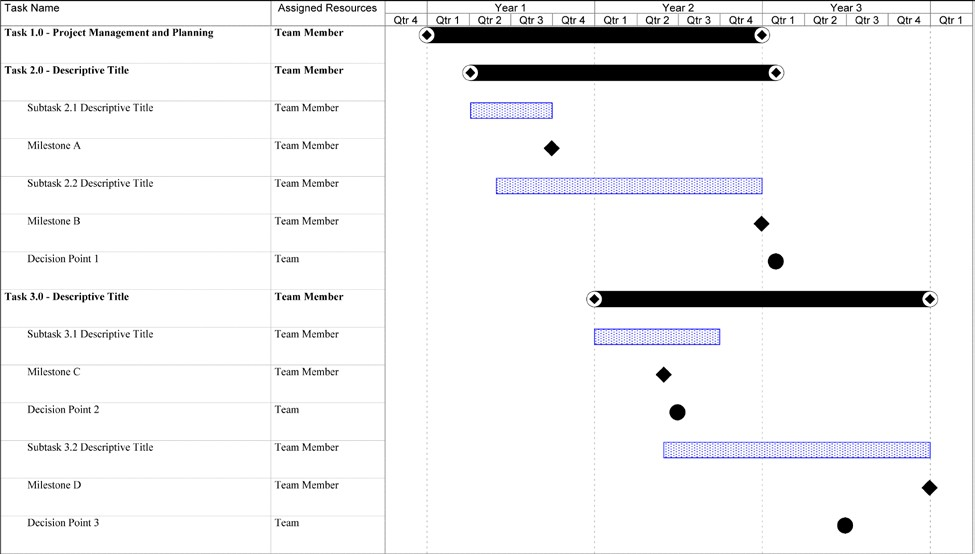 Task Name Assigned Resources Year 1 Year 2 Year 3
Qtr 4 Qtr 1 Qtr 2 Qtr 3 Qtr 4 Qtr 1 Qtr 2 Qtr 3 Qtr 4 Qtr 1 Qtr 2 Qtr 3 Qtr 4 Qtr 1
Task 1.0 - Project Management and Planning Team Member
Task 2.0 - Descriptive Title Team Member
Subtask 2.1 Descriptive Title Team Member
Milestone A Team Member
Subtask 2.2 Descriptive Title Team Member
Milestone B Team Member
Decision Point 1 Team
Task 3.0 - Descriptive Title Team Member
Subtask 3.1 Descriptive Title Team Member
Milestone C Team Member
Decision Point 2 Team
Subtask 3.2 Descriptive Title Team Member
Milestone D Team Member
Decision Point 3 Team